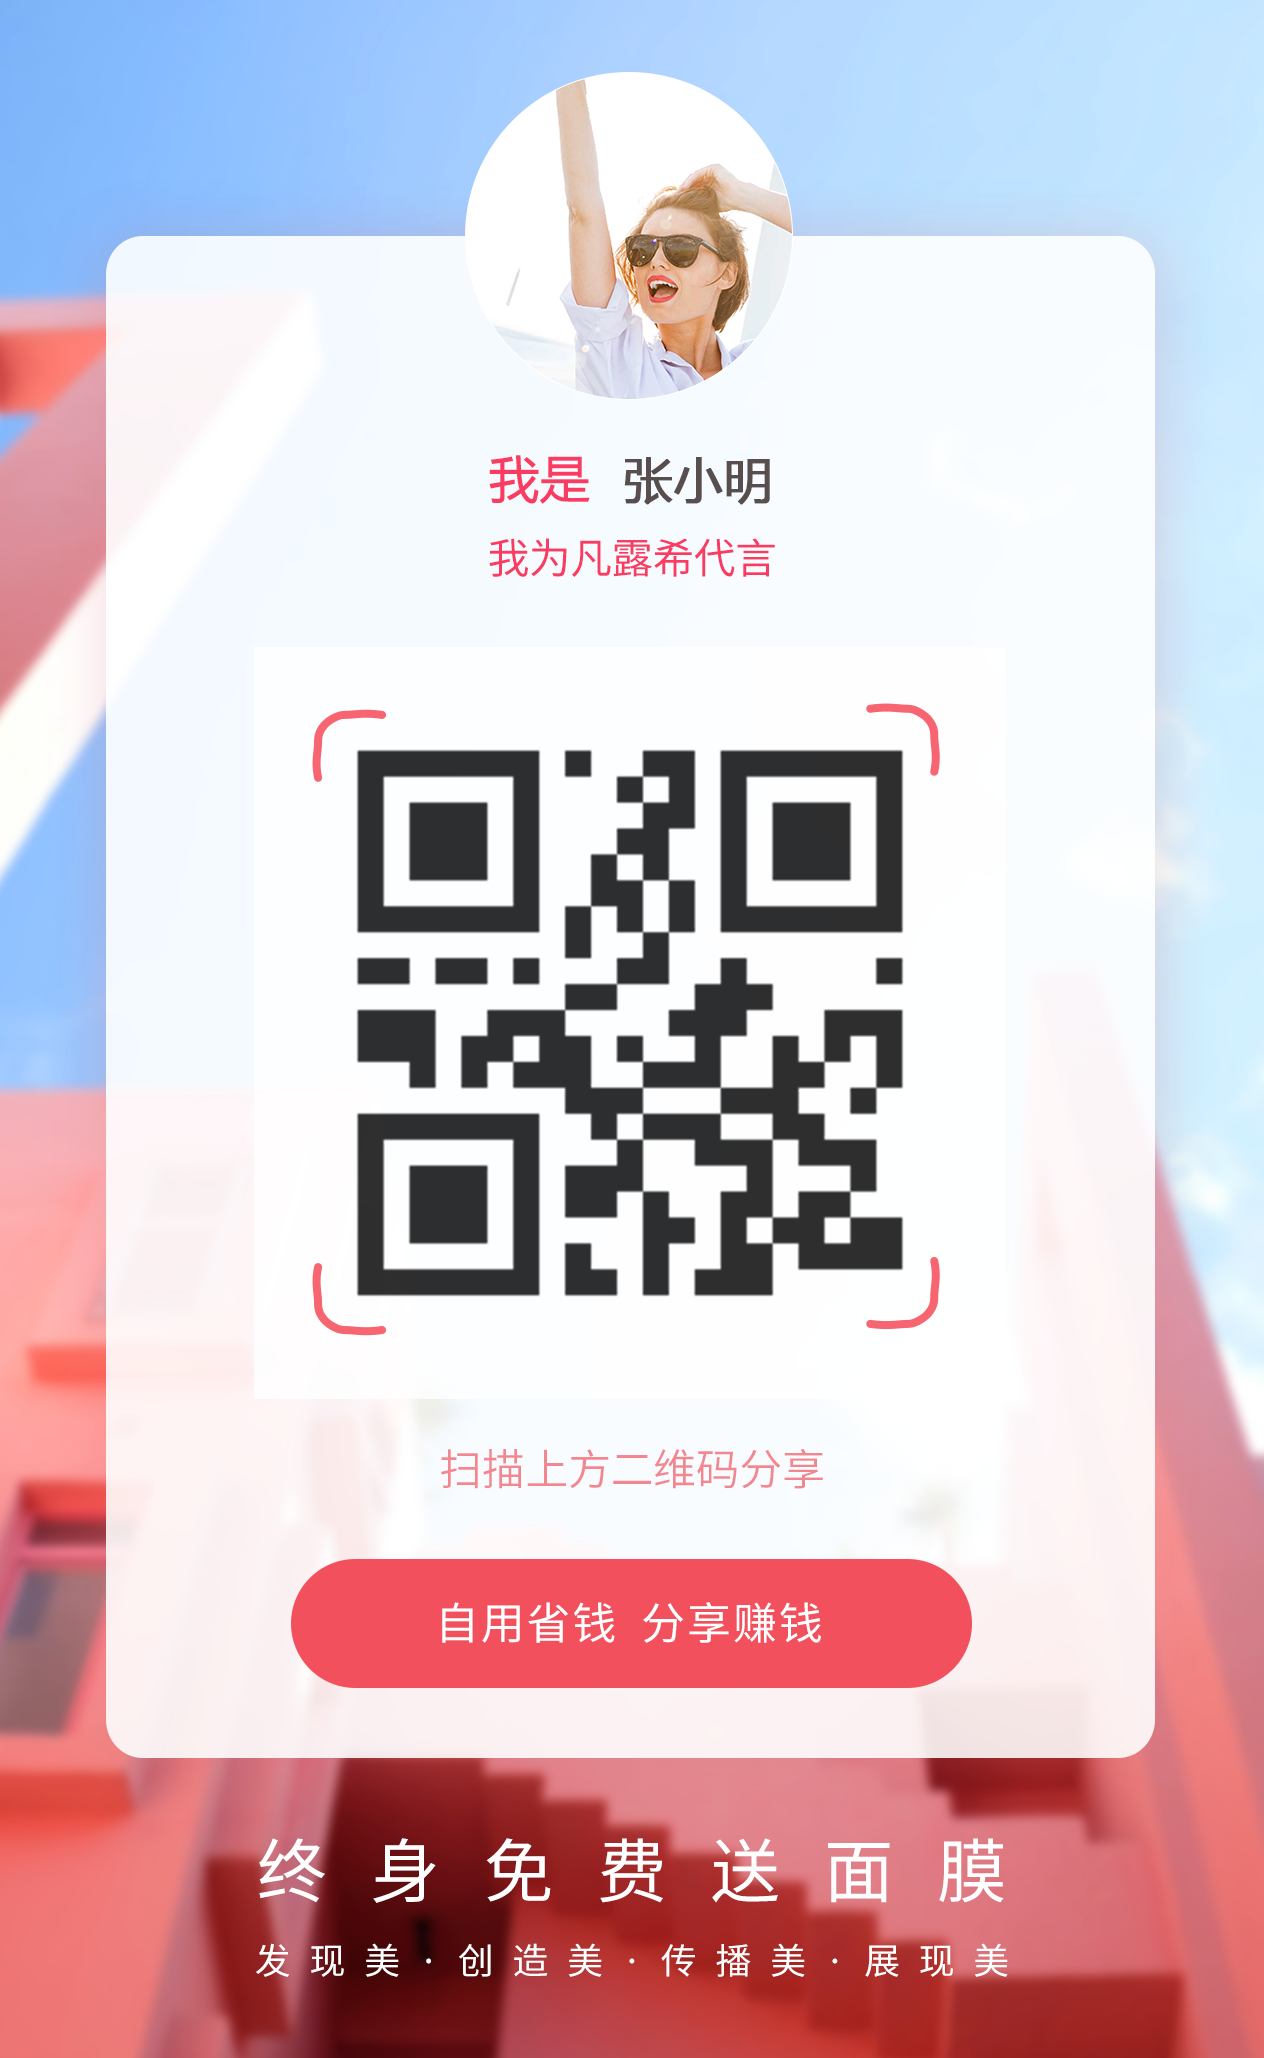 我是 张小明
我为凡露希代言
扫描上方二维码分享
自用省钱 分享赚钱
终身免费送面膜
发现美·创造美·传播美·展现美